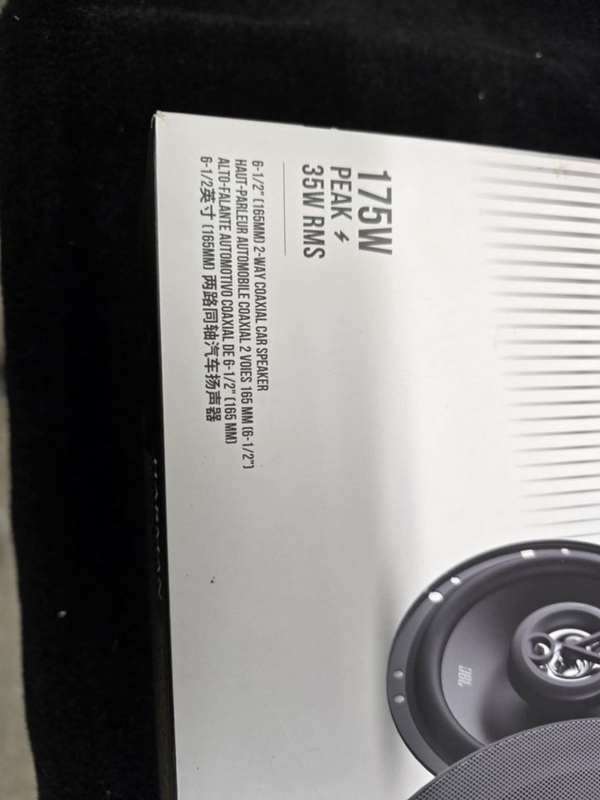 175W
PEAK
35W RMS
6-1/2" (165MM) 2-WAY COAXIAL CAR SPEAKER
HAUT-PARLEUR AUTOMOBILE COAXIAL 2 VOIES 165 MM (6-1/2")
ALTO-FALANTE AUTOMOTIVO COAXIAL DE 6-1/2" (165 MM)
6-1/2英寸 (165MM) 两路同轴汽车扬声器
JBL